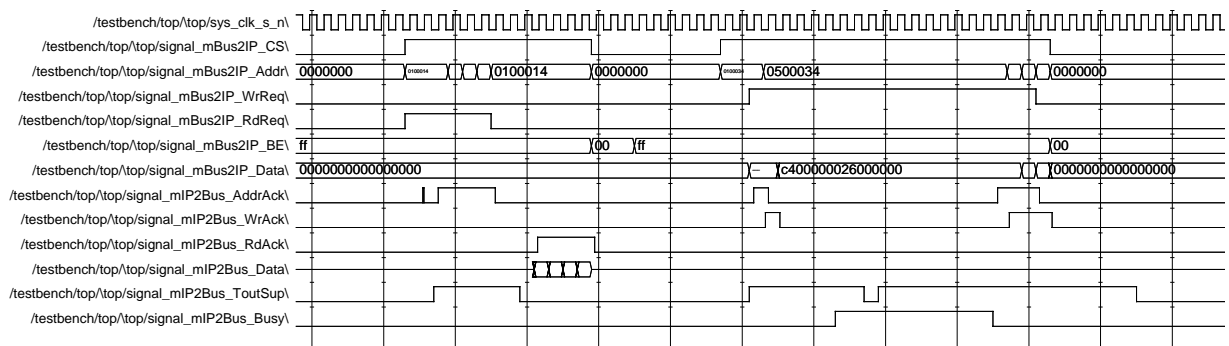 /testbench/top/\top/sys_clk_s_n\
/testbench/top/\top/signal_mBus2IP_CS\
/testbench/top/\top/signal_mBus2IP_Addr\ 0000000 0100014 0100014 0000000 0100034 0500034 0000000
/testbench/top/\top/signal_mBus2IP_WrReq\
/testbench/top/\top/signal_mBus2IP_RdReq\
/testbench/top/\top/signal_mBus2IP_BE\ ff 00 ff 00
/testbench/top/\top/signal_mBus2IP_Data\ 0000000000000000 --- c400000026000000 0000000000000000
/testbench/top/\top/signal_mIP2Bus_AddrAck\
/testbench/top/\top/signal_mIP2Bus_WrAck\
/testbench/top/\top/signal_mIP2Bus_RdAck\
/testbench/top/\top/signal_mIP2Bus_Data\
/testbench/top/\top/signal_mIP2Bus_ToutSup\
/testbench/top/\top/signal_mIP2Bus_Busy\